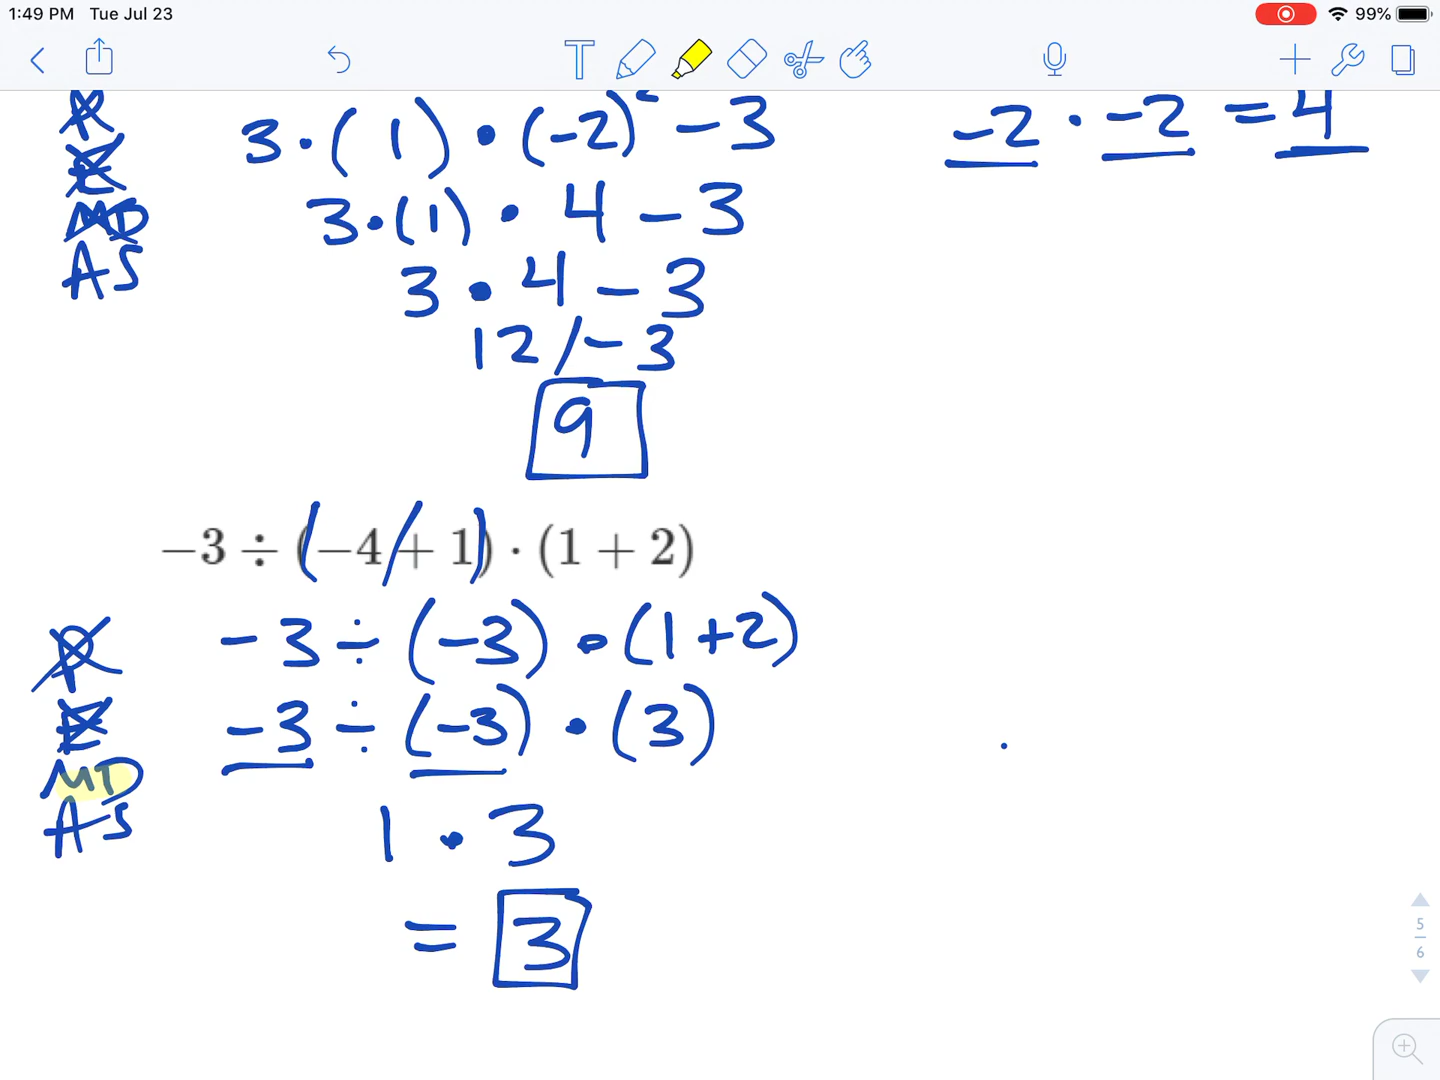 1:49 PM Tue Jul 23 99%
P 3·(1)•(-2)² -3 -2·-2=4
E
MD 3·(1)·4-3
AS 3·4-3
12/-3
9
−3 ÷ (−4 + 1) · (1 + 2)
P -3÷(-3)·(1+2)
E -3÷(-3)·(3)
MD
AS 1·3
= 3
5
6